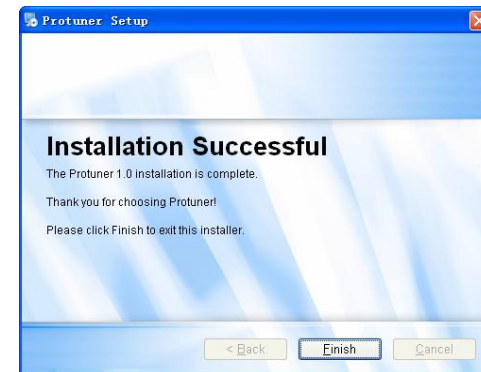 Protuner Setup
Installation Successful
The Protuner 1.0 installation is complete.
Thank you for choosing Protuner!
Please click Finish to exit this installer.
< Back Finish Cancel